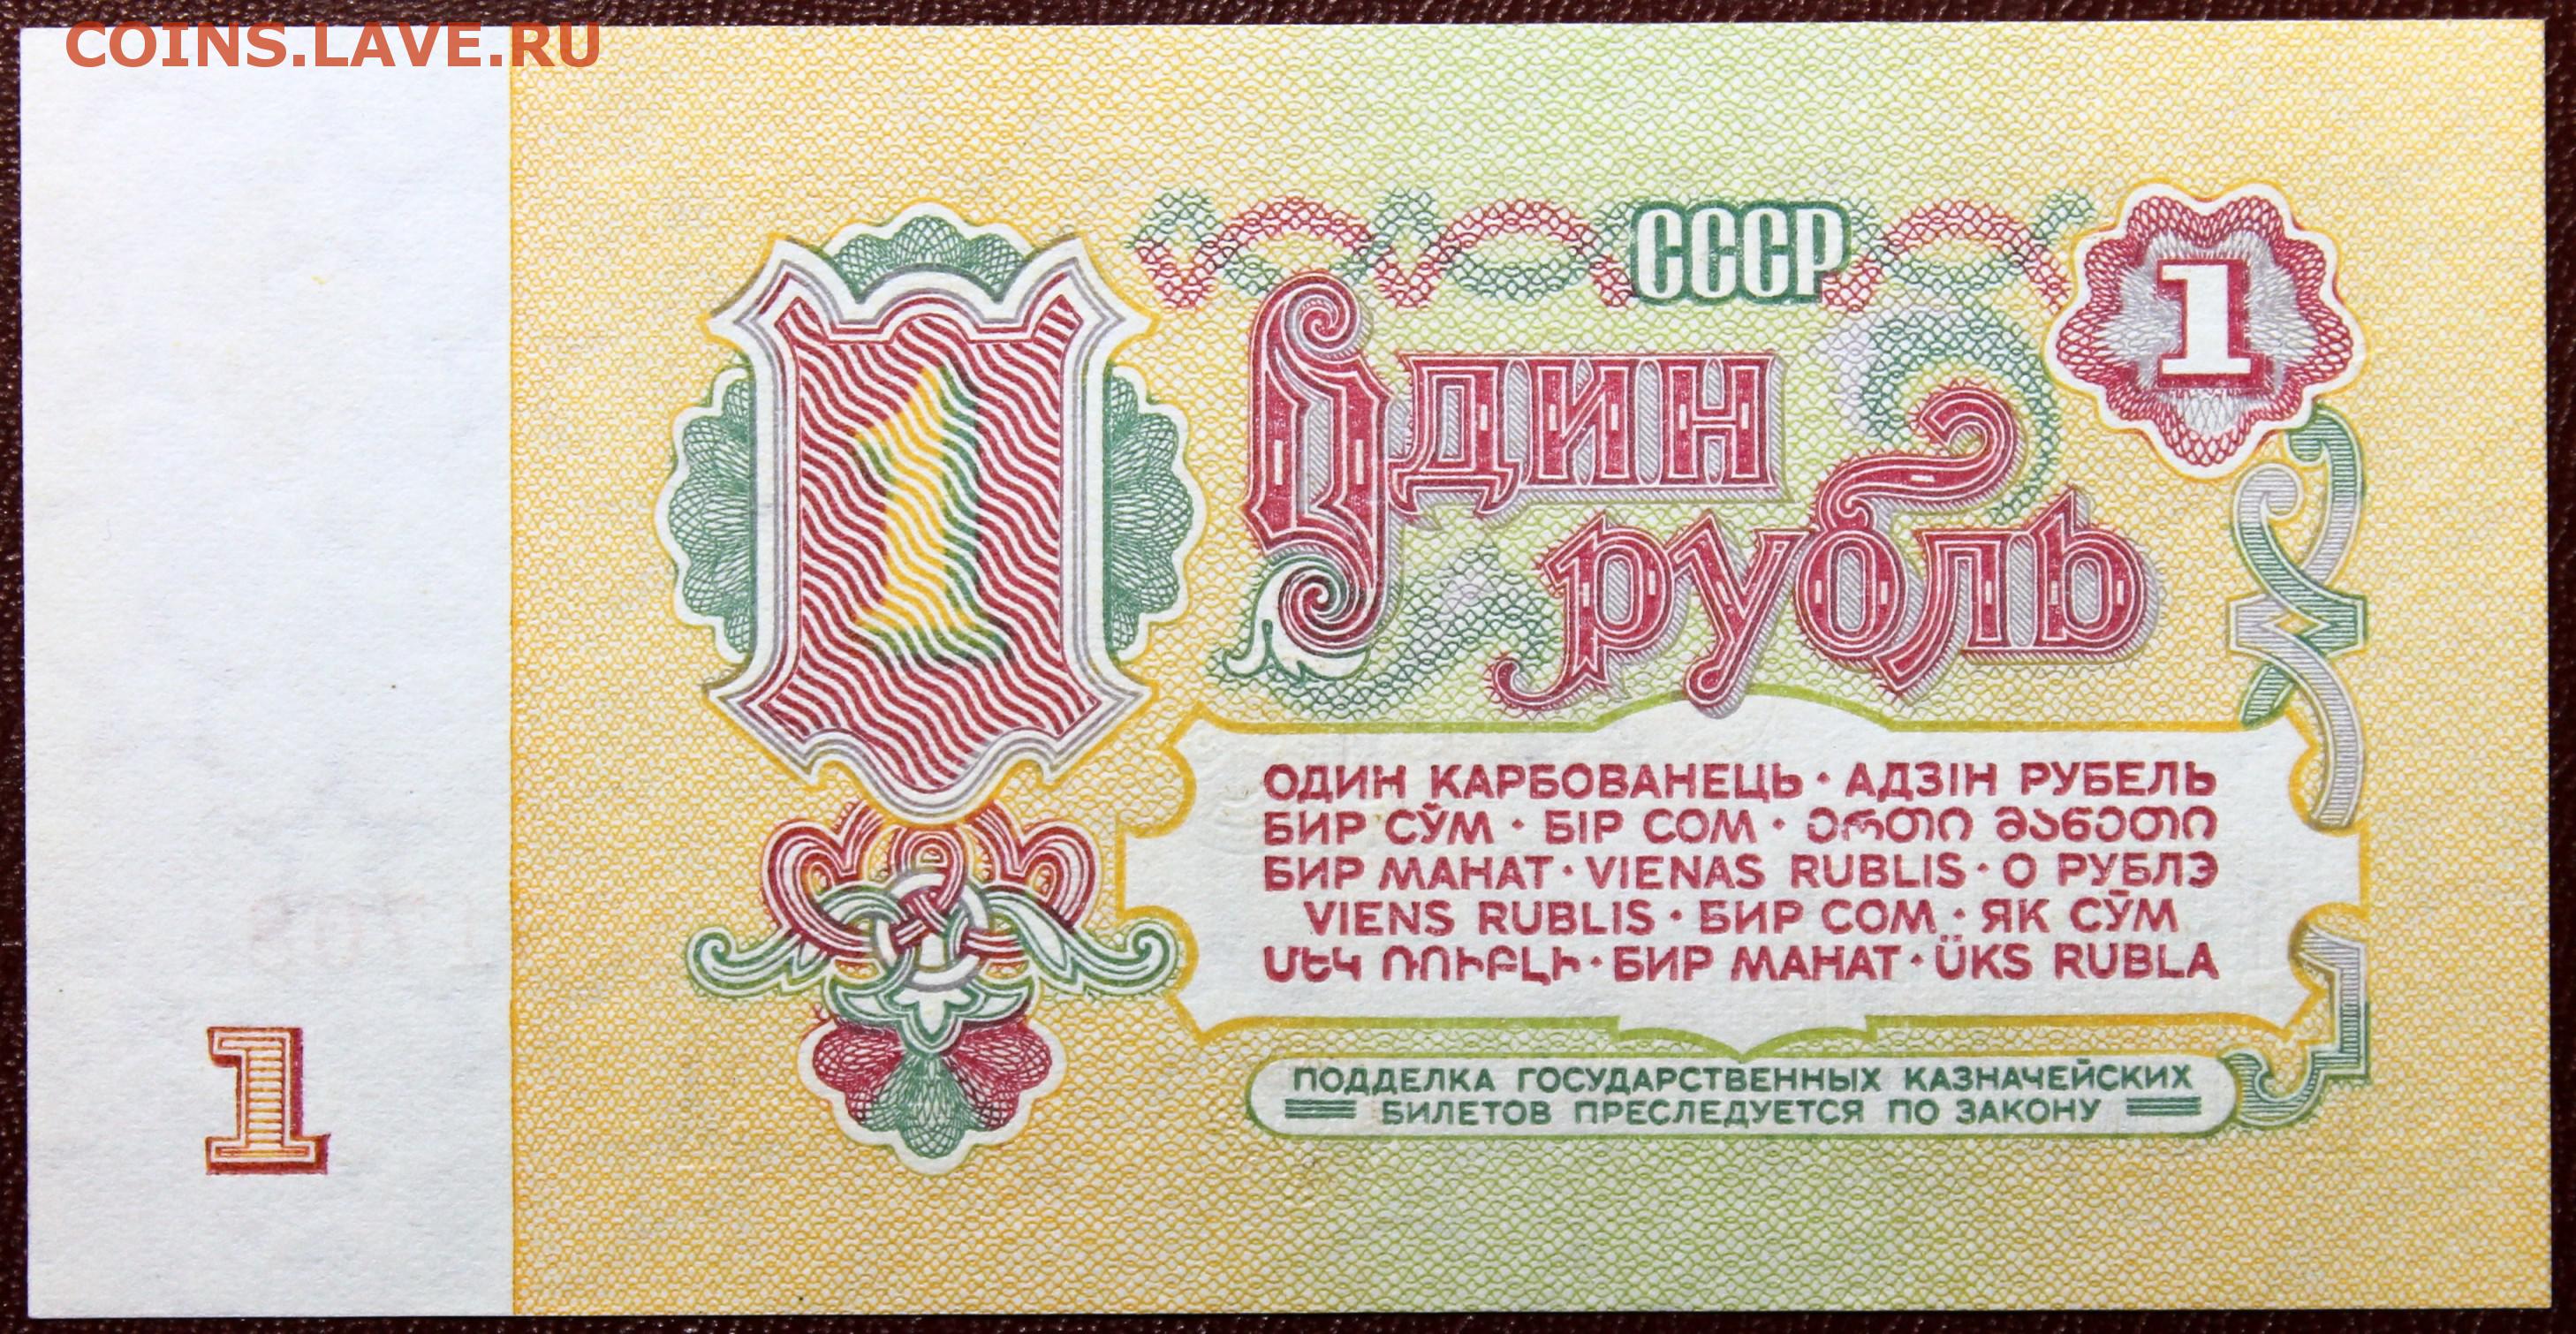 COINS.LAVE.RU
СССР
1
Один
рубль
1
ОДИН КАРБОВАНЕЦЬ · АДЗІН РУБЕЛЬ
БИР СЎМ · БІР СОМ · ᲔᲠᲗᲘ ᲛᲐᲜᲔᲗᲘ
БИР МАНАТ · VIENAS RUBLIS · О РУБЛЭ
VIENS RUBLIS · БИР СОМ · ЯК СӮМ
ՄԵԿ ՌՈՒԲԼԻ · БИР МАНАТ · ÜKS RUBLA
ПОДДЕЛКА ГОСУДАРСТВЕННЫХ КАЗНАЧЕЙСКИХ
БИЛЕТОВ ПРЕСЛЕДУЕТСЯ ПО ЗАКОНУ
1